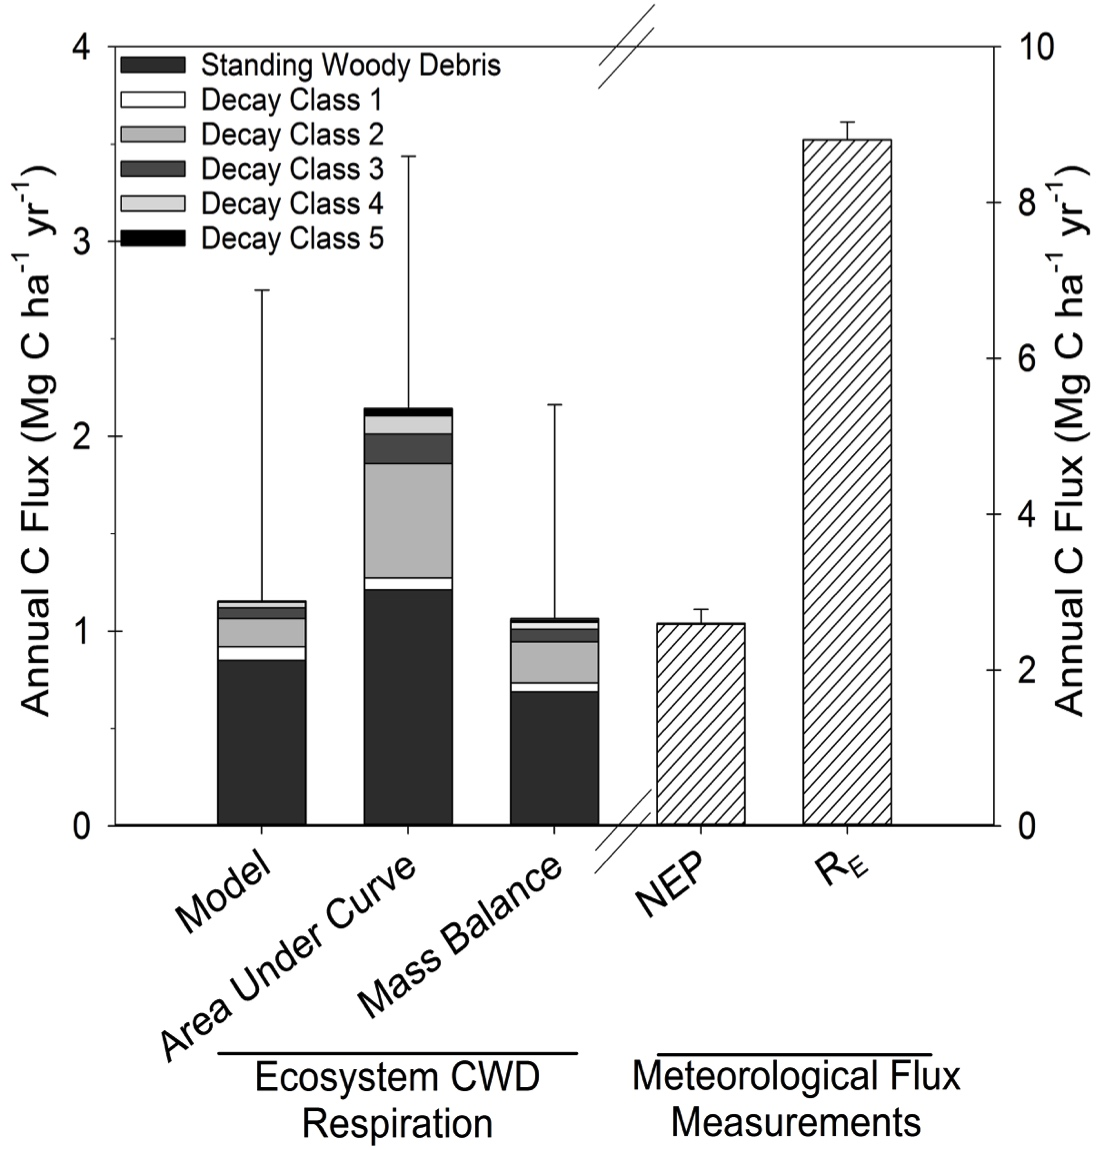 4
3
2
1
0
Annual C Flux (Mg C ha⁻¹ yr⁻¹)
Standing Woody Debris
Decay Class 1
Decay Class 2
Decay Class 3
Decay Class 4
Decay Class 5
10
8
6
4
2
0
Annual C Flux (Mg C ha⁻¹ yr⁻¹)
Model
Area Under Curve
Mass Balance
NEP
R_E
Ecosystem CWD
Respiration
Meteorological Flux
Measurements